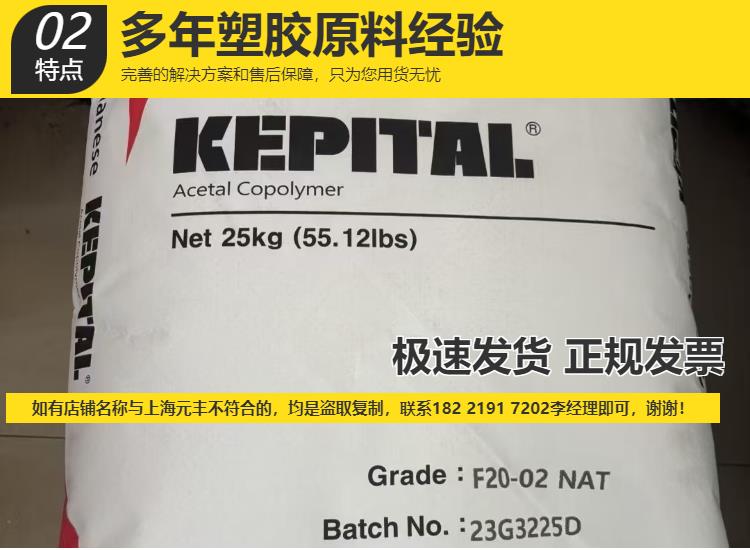 02
特点
多年塑胶原料经验
完善的解决方案和售后保障，只为您用货无忧
anese
KEPITAL®
Acetal Copolymer
Net 25kg (55.12lbs)
KEPITAL®
极速发货 正规发票
如有店铺名称与上海元丰不符合的，均是盗取复制，联系182 2191 7202李经理即可，谢谢！
Grade : F20-02 NAT
Batch No. : 23G3225D